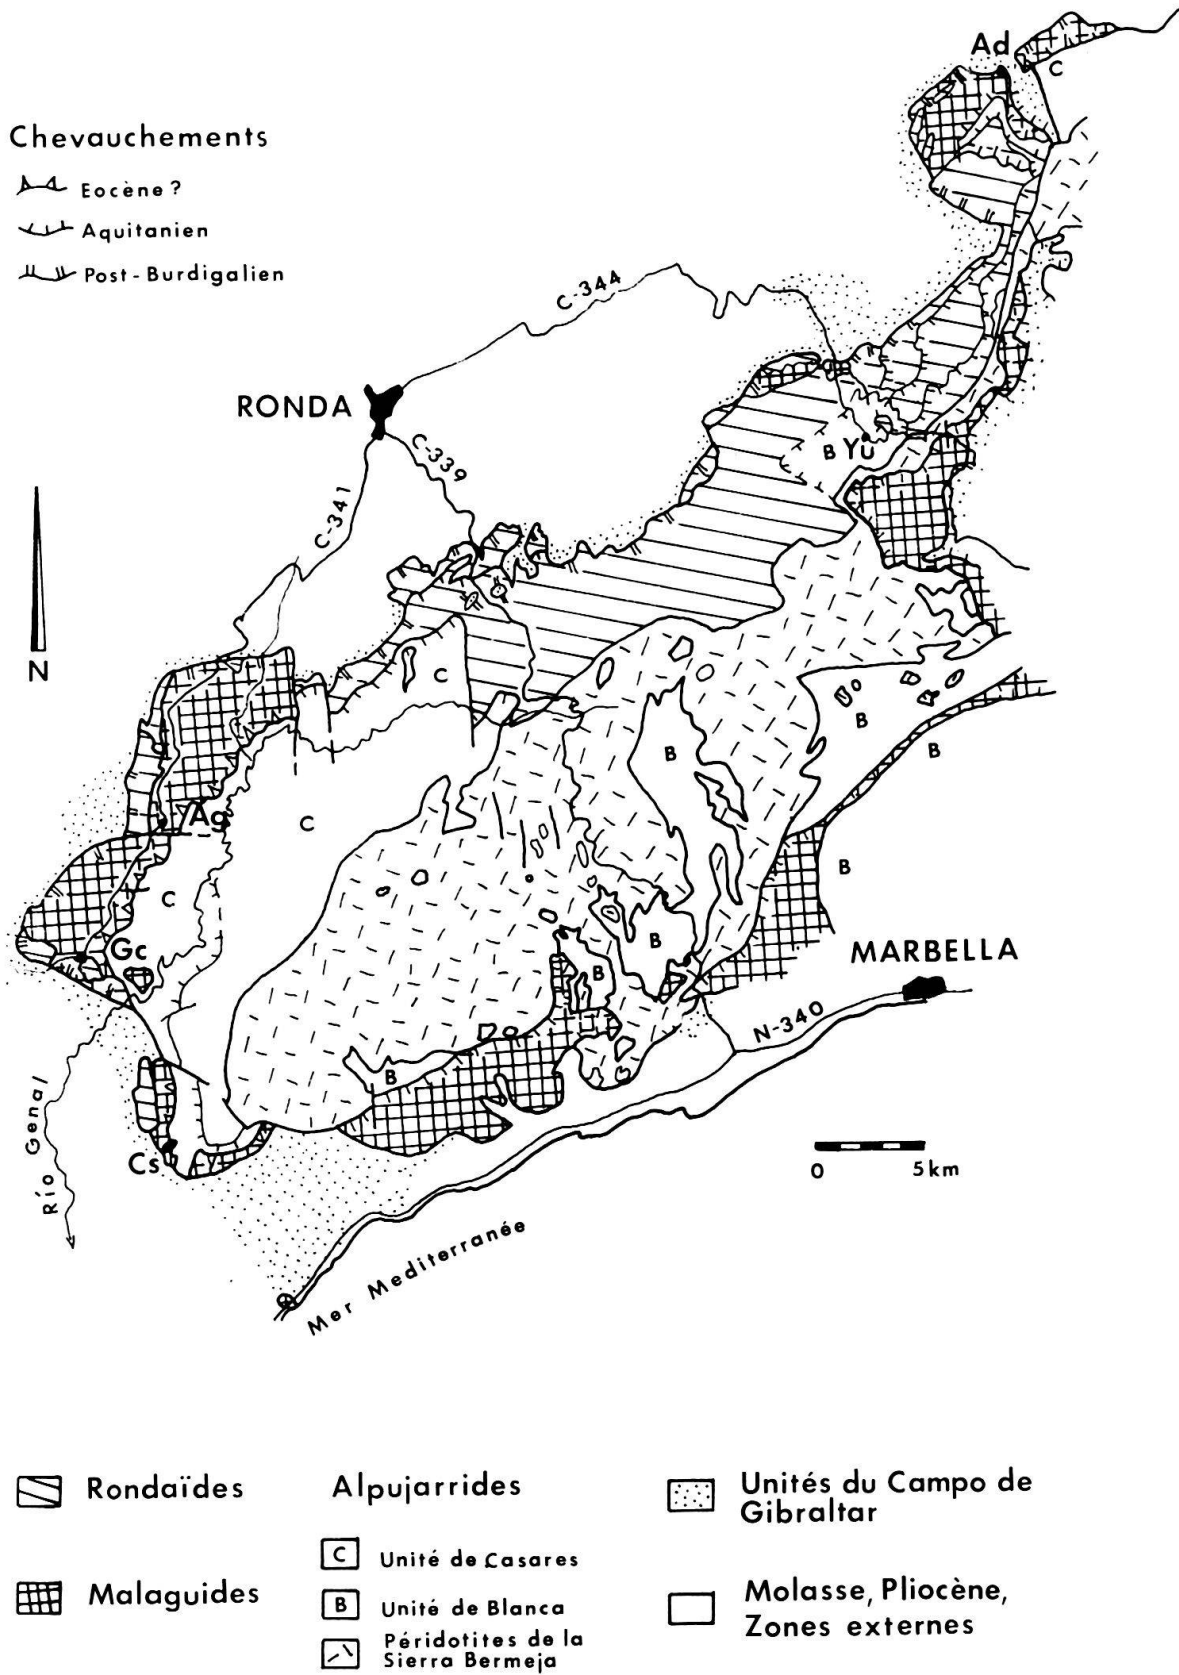 Ad
C
Chevauchements
Eocène ?
Aquitanien
Post-Burdigalien
C-344
RONDA
C-339
B Yu
C-341
N
C
B
B
B
Ag
C
B
C
B
Gc
B
MARBELLA
N-340
B
Río Genal
Cs
0 5 km
Mer Mediterranée
Rondaïdes
Alpujarrides
Unités du Campo de
Gibraltar
C Unité de Casares
Malaguides
B Unité de Blanca
Molasse, Pliocène,
Zones externes
Péridotites de la
Sierra Bermeja